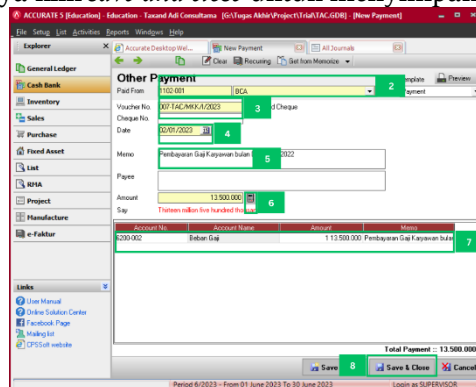 ACCURATE 5 [Education] - Education - Taxand Adi Consultama [G:\Tugas Akhir\Project\Trial\TAC.GDB] - [New Payment]
File Setup List Activities Reports Windows Help
Explorer
Accurate Desktop Wel...
New Payment
All Journals
General Ledger
Cash Bank
Inventory
Sales
Purchase
Fixed Asset
List
RMA
Project
Manufacture
e-Faktur
Links
User Manual
Online Solution Center
Facebook Page
Mailing list
CPSSoft website
Clear Recuring Get from Memorize
Other Payment
Preview
Paid From 1102-001 BCA
2
Voucher No. 007-TAC/MKK/I/2023
3
Cheque
Cheque No.
Date 02/01/2023
4
Memo Pembayaran Gaji Karyawan bulan 2022
5
Payee
Amount 13.500.000
6
Say Thirteen million five hundred
Account No. Account Name Amount Memo
6200-002 Beban Gaji 1 13.500.000 Pembayaran Gaji Karyawan bulan
7
Total Payment :: 13.500.000
Save
8
Save & Close
Cancel
Period 6/2023 - From 01 June 2023 To 30 June 2023
Login as SUPERVISOR